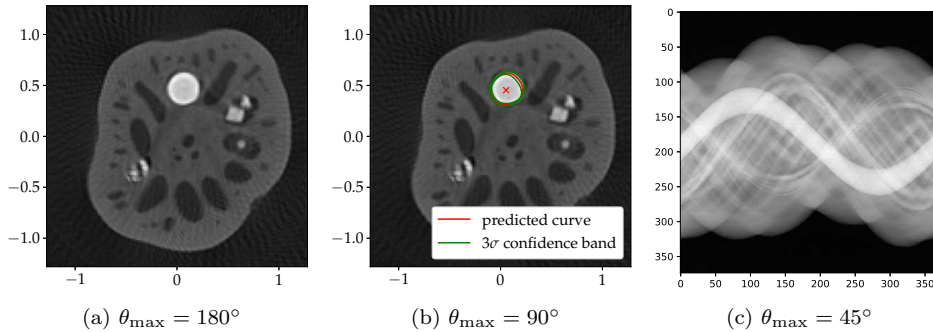 1.0
0.5
0.0
−0.5
−1.0
−1 0 1
(a) θmax = 180°
1.0
0.5
0.0
−0.5
−1.0
−1 0 1
predicted curve
3σ confidence band
(b) θmax = 90°
0
50
100
150
200
250
300
350
0 50 100 150 200 250 300 350
(c) θmax = 45°